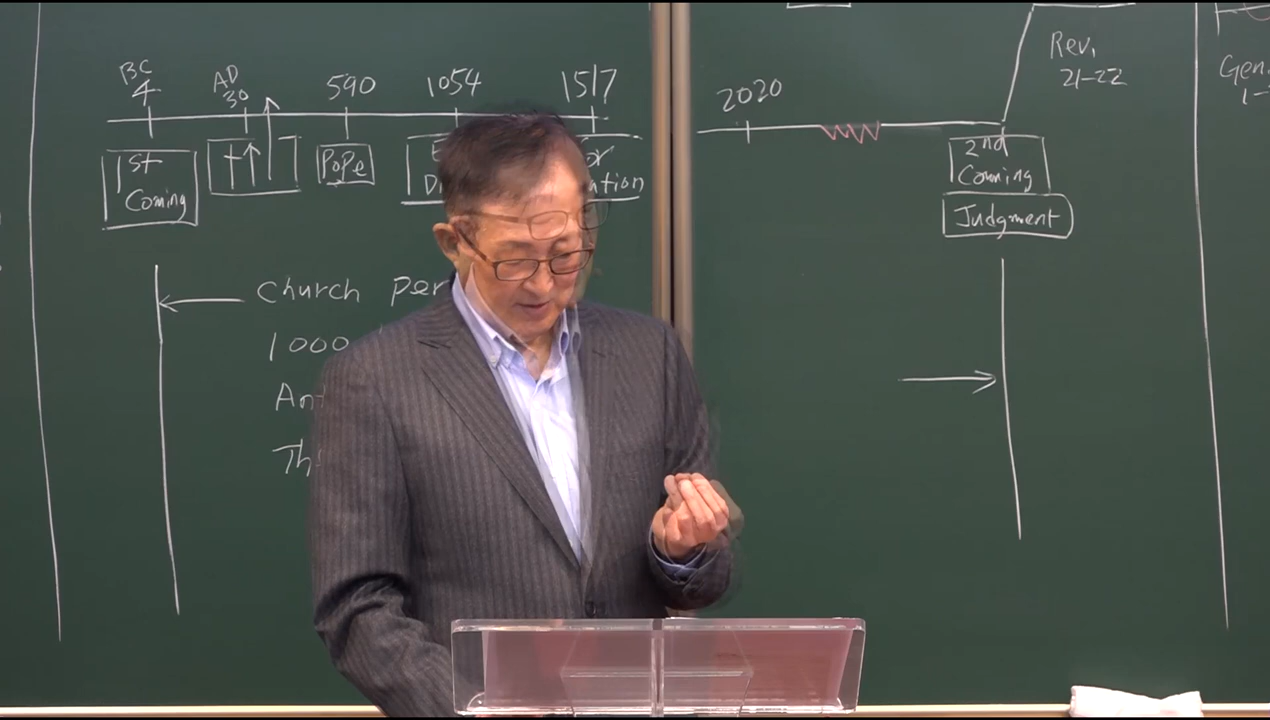 BC
4
AD
30
590
1054
1517
1st
Coming
PoPe
church
1000
2020
Rev.
21-22
2nd
Coming
Judgment
Gen.